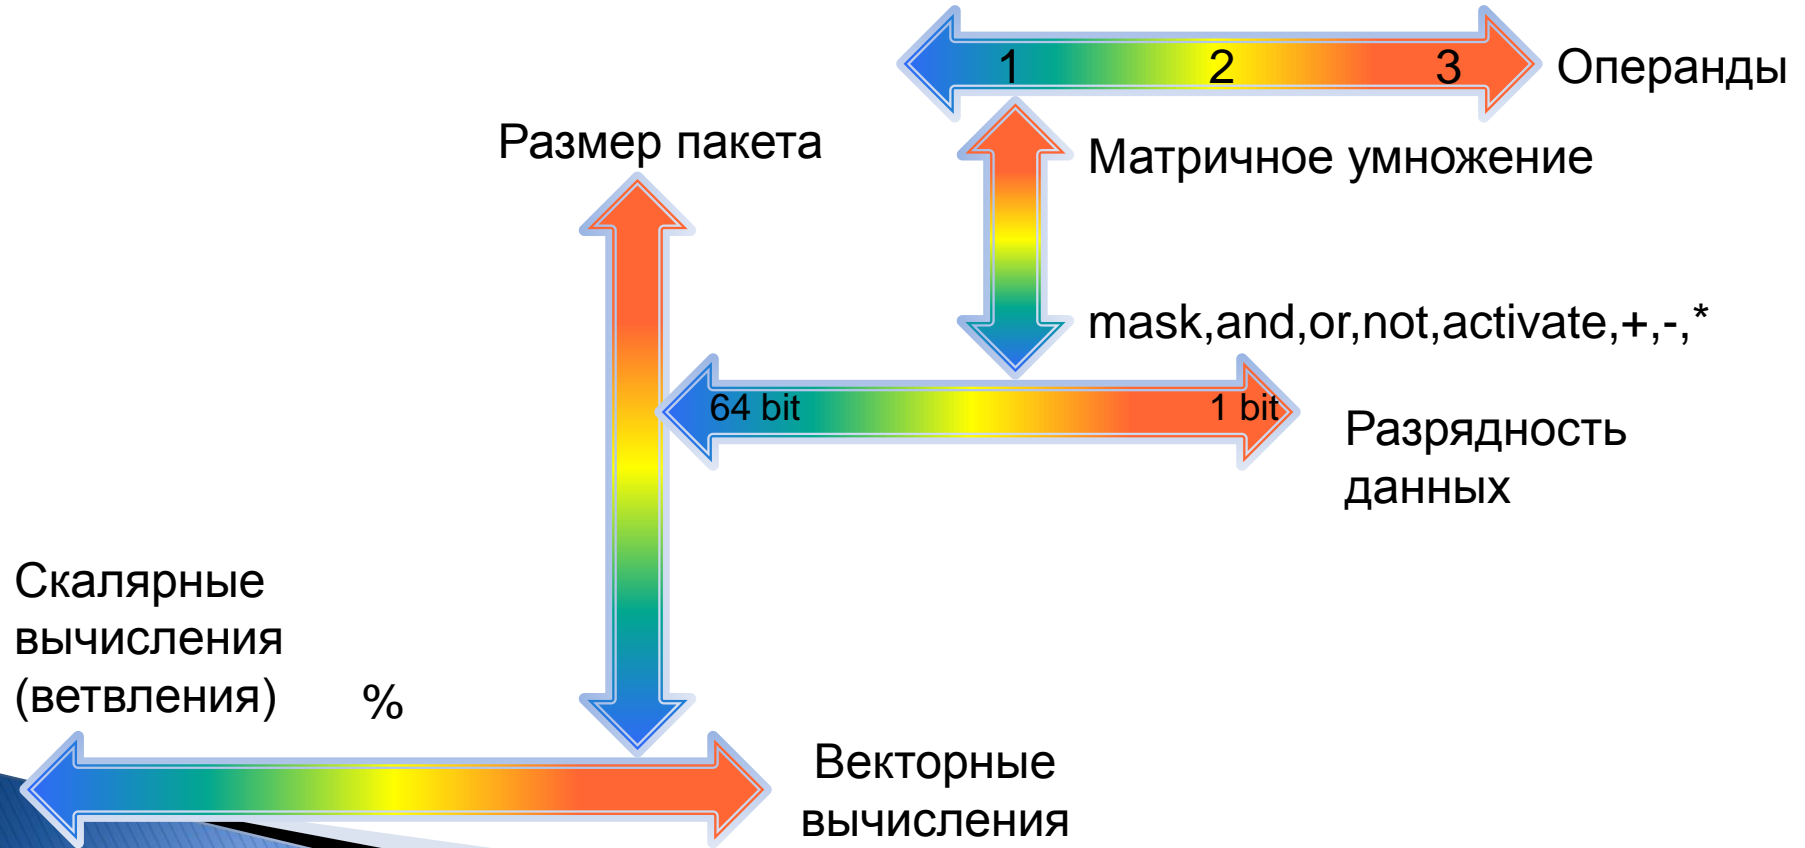 1 2 3 Операнды
Размер пакета
Матричное умножение
mask,and,or,not,activate,+,-,*
64 bit 1 bit
Разрядность
данных
Скалярные
вычисления
(ветвления) %
Векторные
вычисления